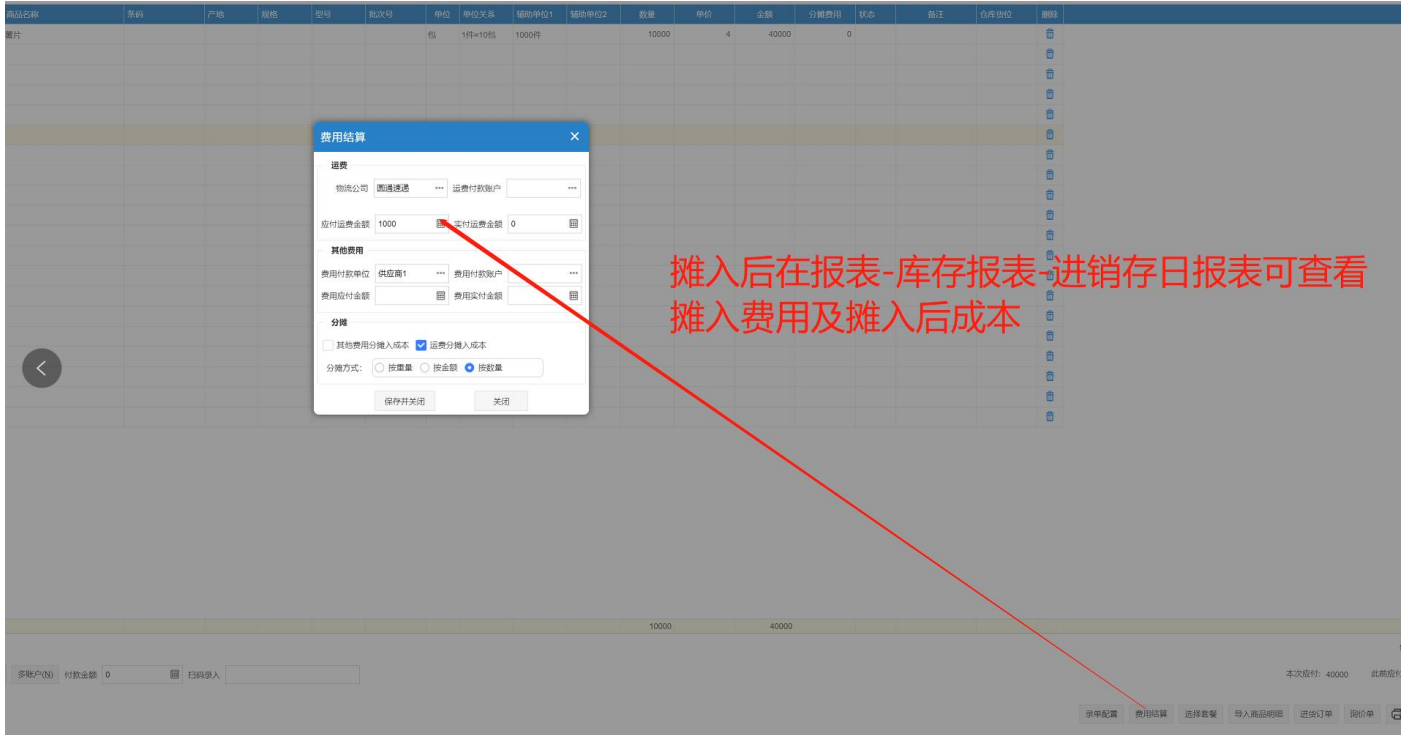 商品名称 条码 产地 规格 型号 批次号 单位 单位关系 辅助单位1 辅助单位2 数量 单价 金额 分摊费用 状态 备注 仓库货位 删除
薯片 包 1件=10包 1000件 10000 4 40000 0
费用结算
运费
物流公司 圆通速递 运费付款账户
应付运费金额 1000 实付运费金额 0
其他费用
费用付款单位 供应商1 费用付款账户
费用应付金额 费用实付金额
分摊
其他费用分摊入成本 运费分摊入成本
分摊方式: 按重量 按金额 按数量
保存并关闭 关闭
摊入后在报表-库存报表-进销存日报表可查看
摊入费用及摊入后成本
10000 40000
多账户(N) 付款金额 0 扫码录入
本次应付: 40000 此前应付
录单配置 费用结算 选择套餐 导入商品明细 进货订单 询价单